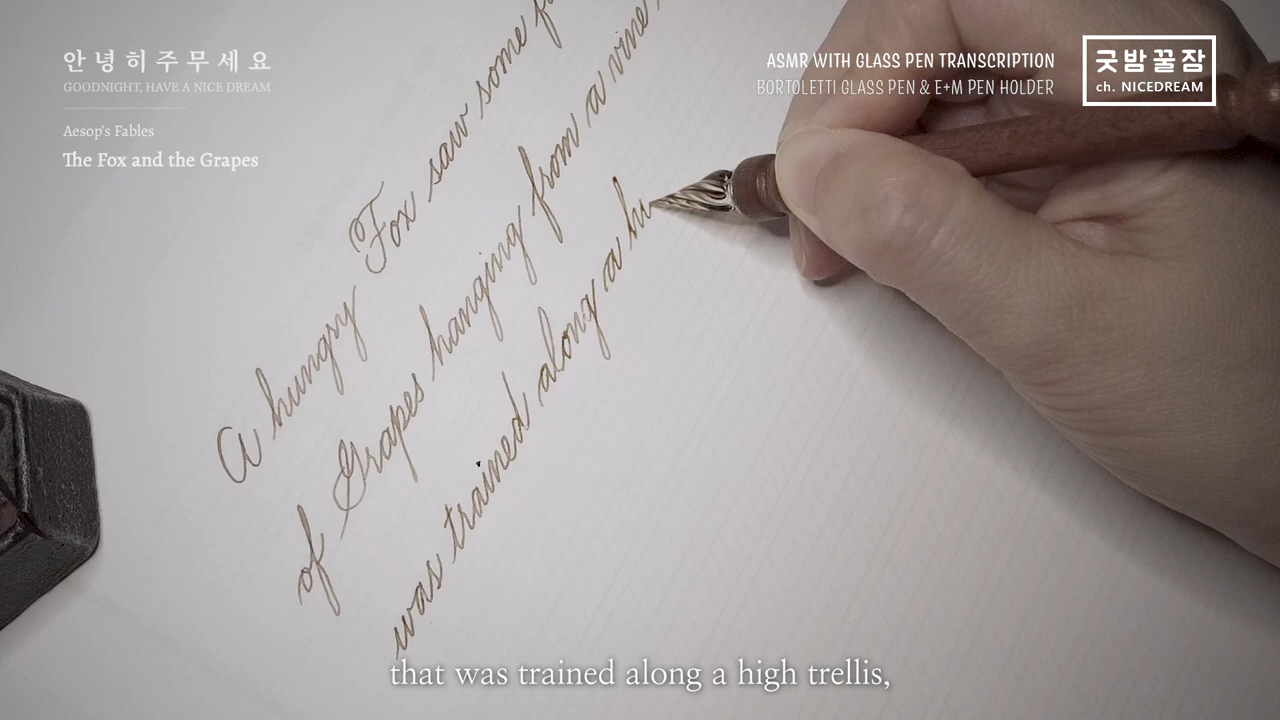 안녕히주무세요
GOODNIGHT, HAVE A NICE DREAM
Aesop's Fables
The Fox and the Grapes
ASMR WITH GLASS PEN TRANSCRIPTION
BORTOLETTI GLASS PEN & E+M PEN HOLDER
굿밤꿀잠
ch. NICEDREAM
A hungry Fox saw some
of Grapes hanging from a vine
was trained along a hi
that was trained along a high trellis,